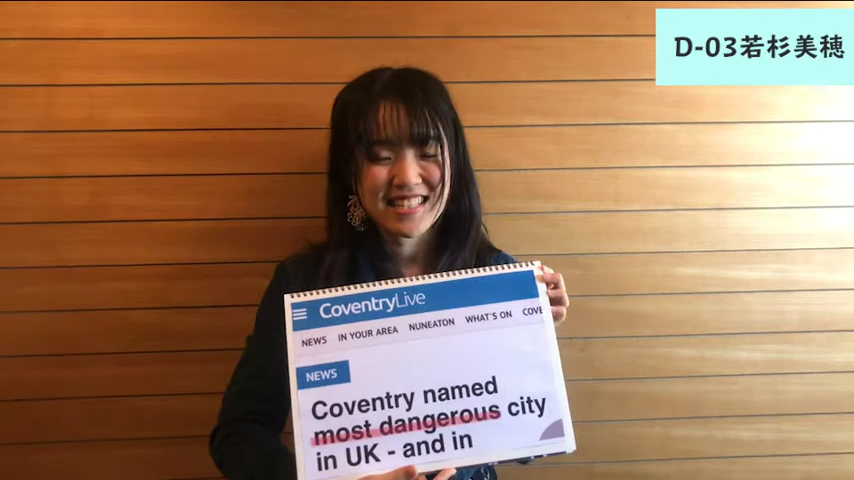 D-03若杉美穂
CoventryLive
NEWS IN YOUR AREA NUNEATON WHAT'S ON COVE
NEWS
Coventry named
most dangerous city
in UK - and in